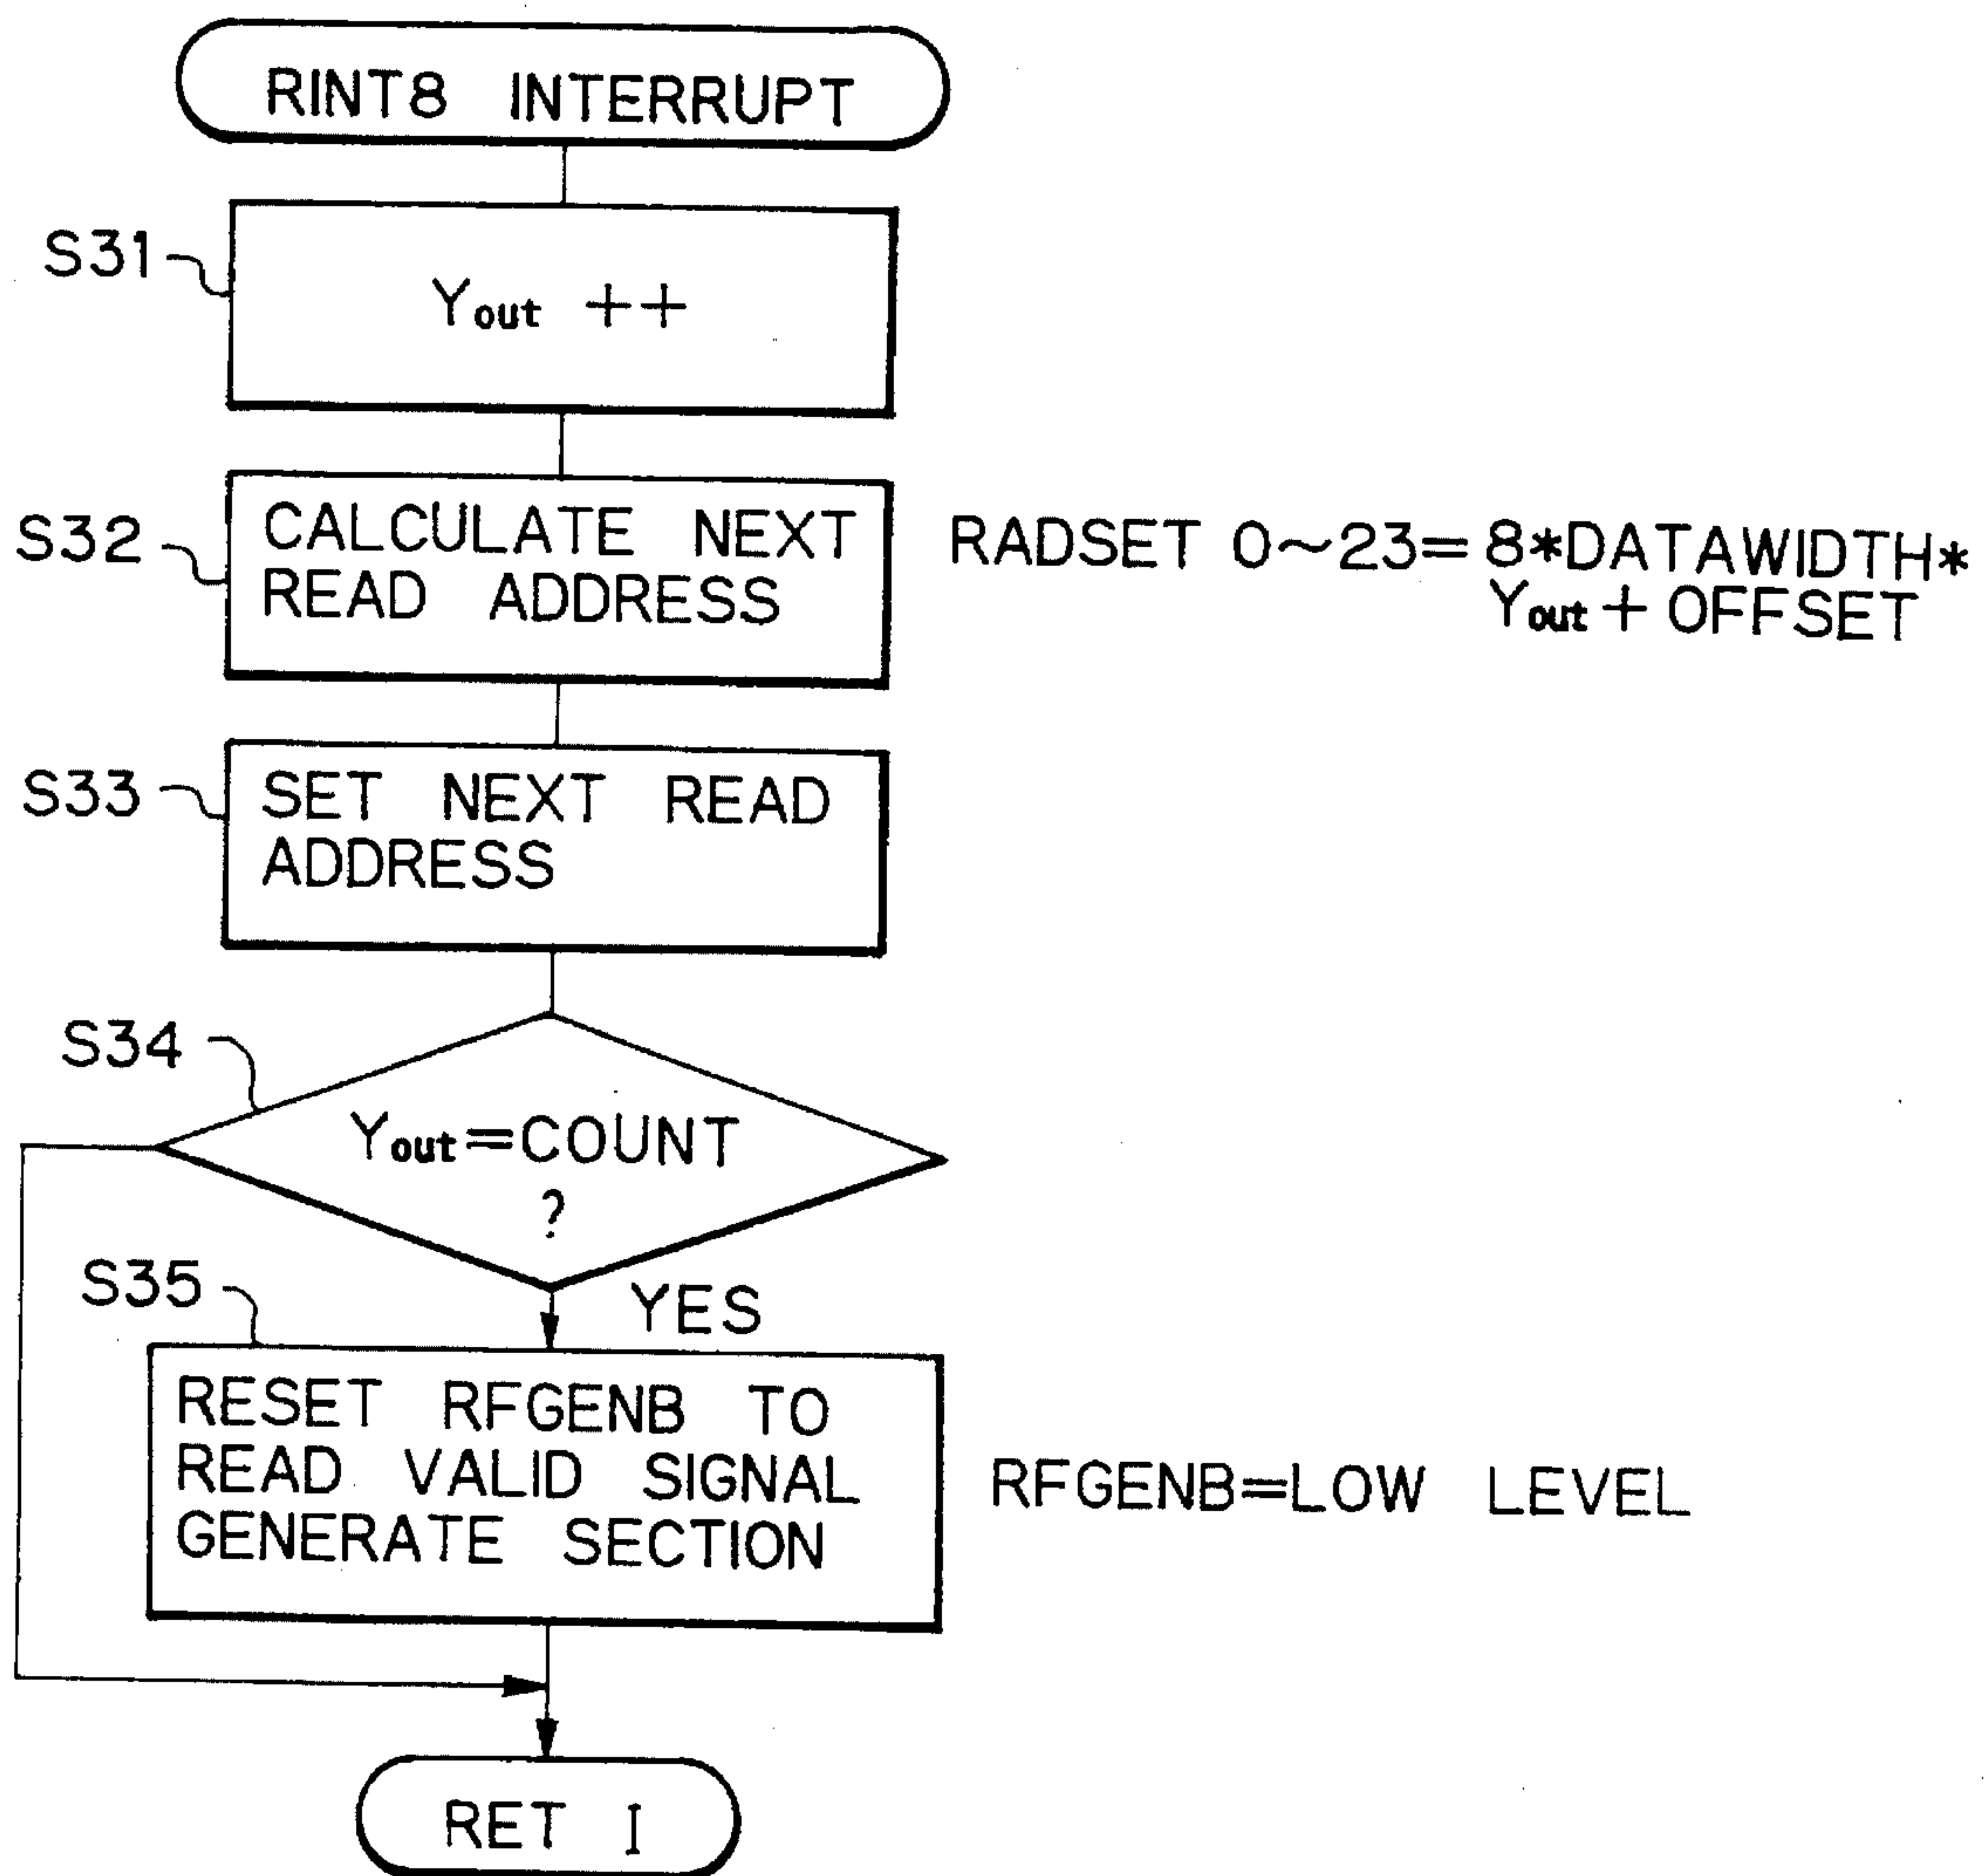 RINT8 INTERRUPT
S31
Yout ++
S32
CALCULATE NEXT
READ ADDRESS
RADSET 0~23=8*DATAWIDTH*
Yout+OFFSET
S33
SET NEXT READ
ADDRESS
S34
Yout=COUNT
?
YES
S35
RESET RFGENB TO
READ VALID SIGNAL
GENERATE SECTION
RFGENB=LOW LEVEL
RET I